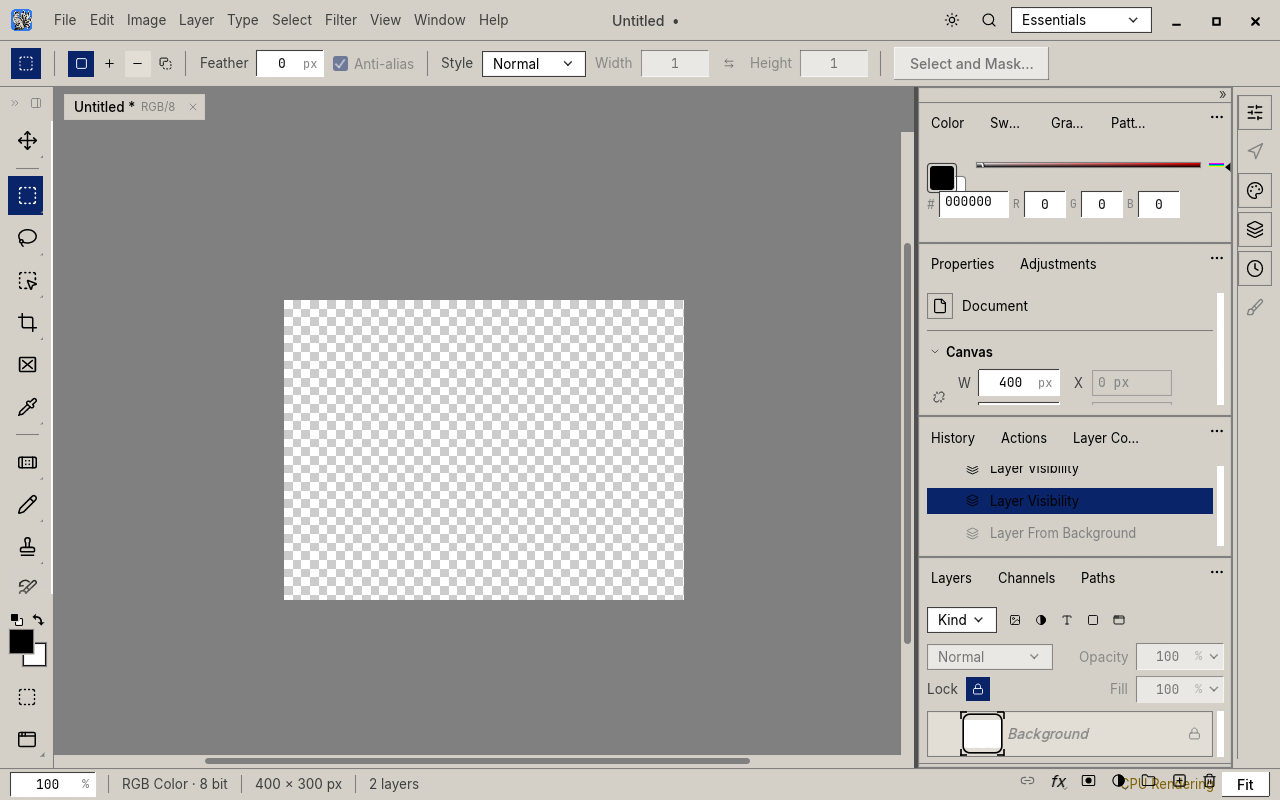 File Edit Image Layer Type Select Filter View Window Help
Untitled •
Essentials
Feather 0 px Anti-alias Style Normal Width 1 Height 1 Select and Mask...
Untitled * RGB/8 ×
Color Sw... Gra... Patt...
# 000000 R 0 G 0 B 0
Properties Adjustments
Document
Canvas
W 400 px X 0 px
History Actions Layer Co...
Layer Visibility
Layer Visibility
Layer From Background
Layers Channels Paths
Kind
Normal Opacity 100 %
Lock Fill 100 %
Background
100 % RGB Color · 8 bit 400 × 300 px 2 layers
fx CPU Rendering Fit